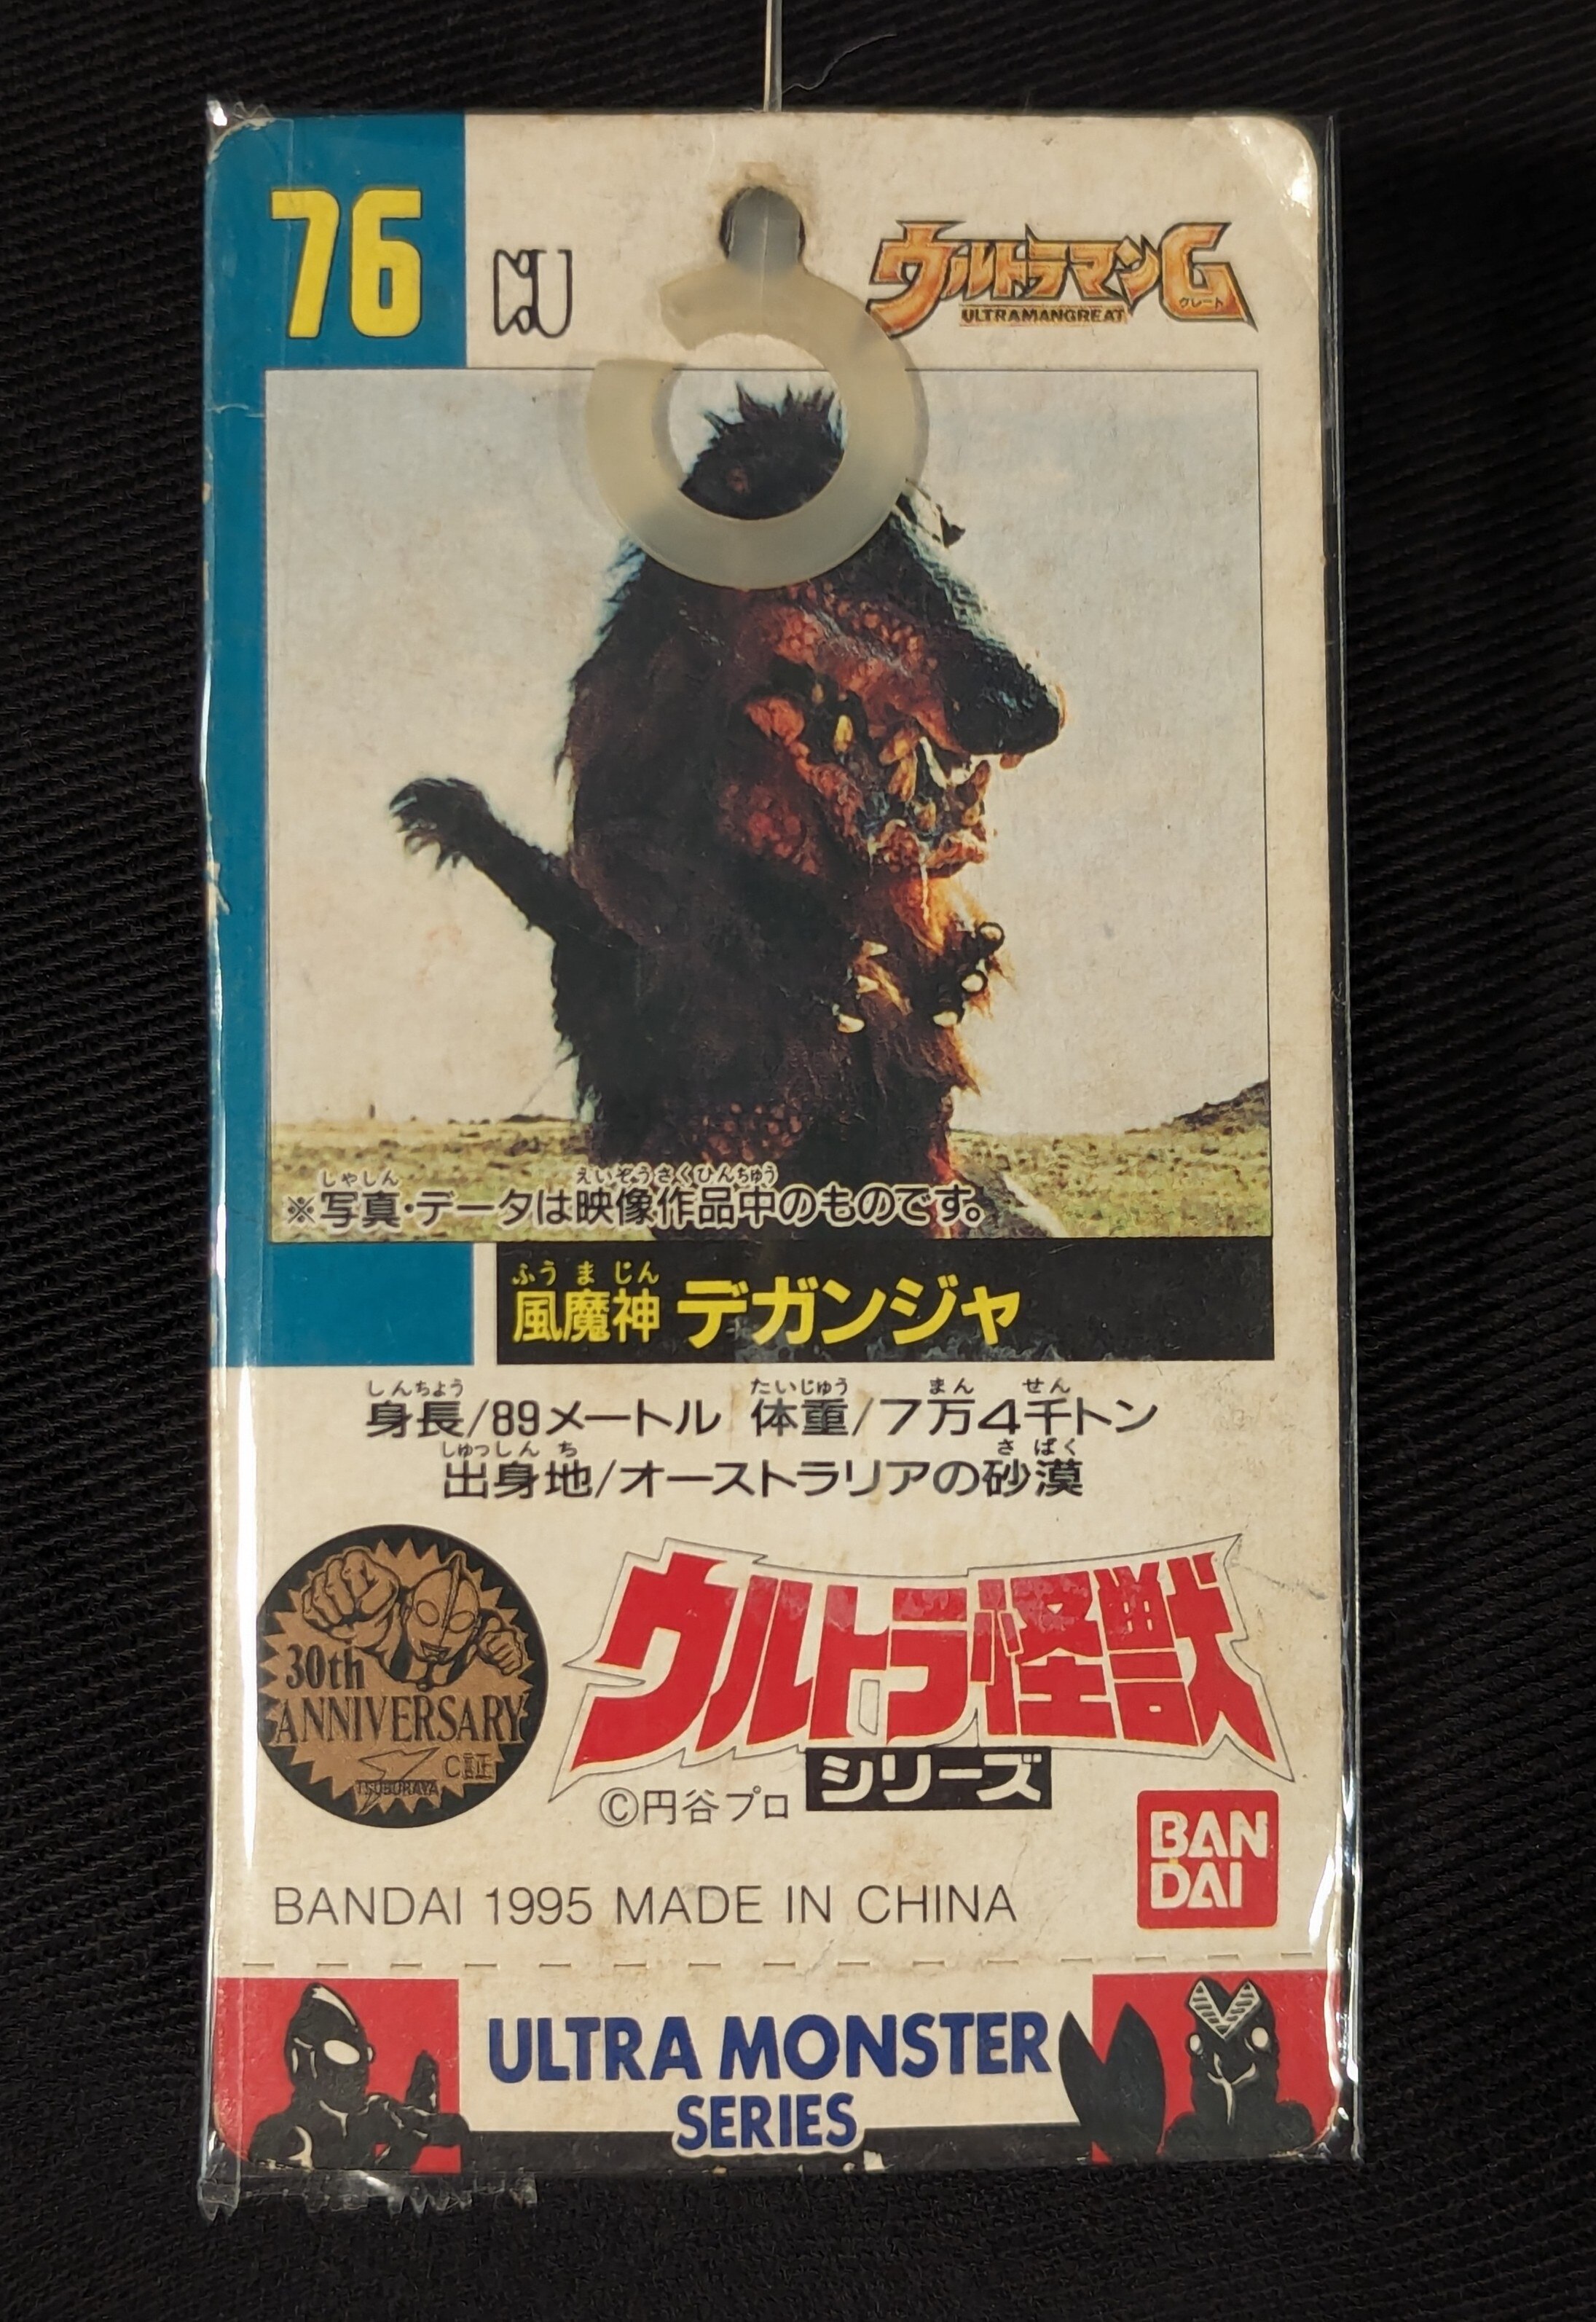 76
ウルトラマンG
グレート
ULTRAMANGREAT
しゃしん えいぞうさくひんちゅう
※写真・データは映像作品中のものです。
ふう ま じん
風魔神 デガンジャ
しんちょう たいじゅう まん せん
身長/89メートル 体重/7万4千トン
しゅっしん ち さ ばく
出身地/オーストラリアの砂漠
30th
ANNIVERSARY
C証
TSUBURAYA
ウルトラ怪獣
シリーズ
©円谷プロ
BAN
DAI
BANDAI 1995 MADE IN CHINA
ULTRA MONSTER
SERIES